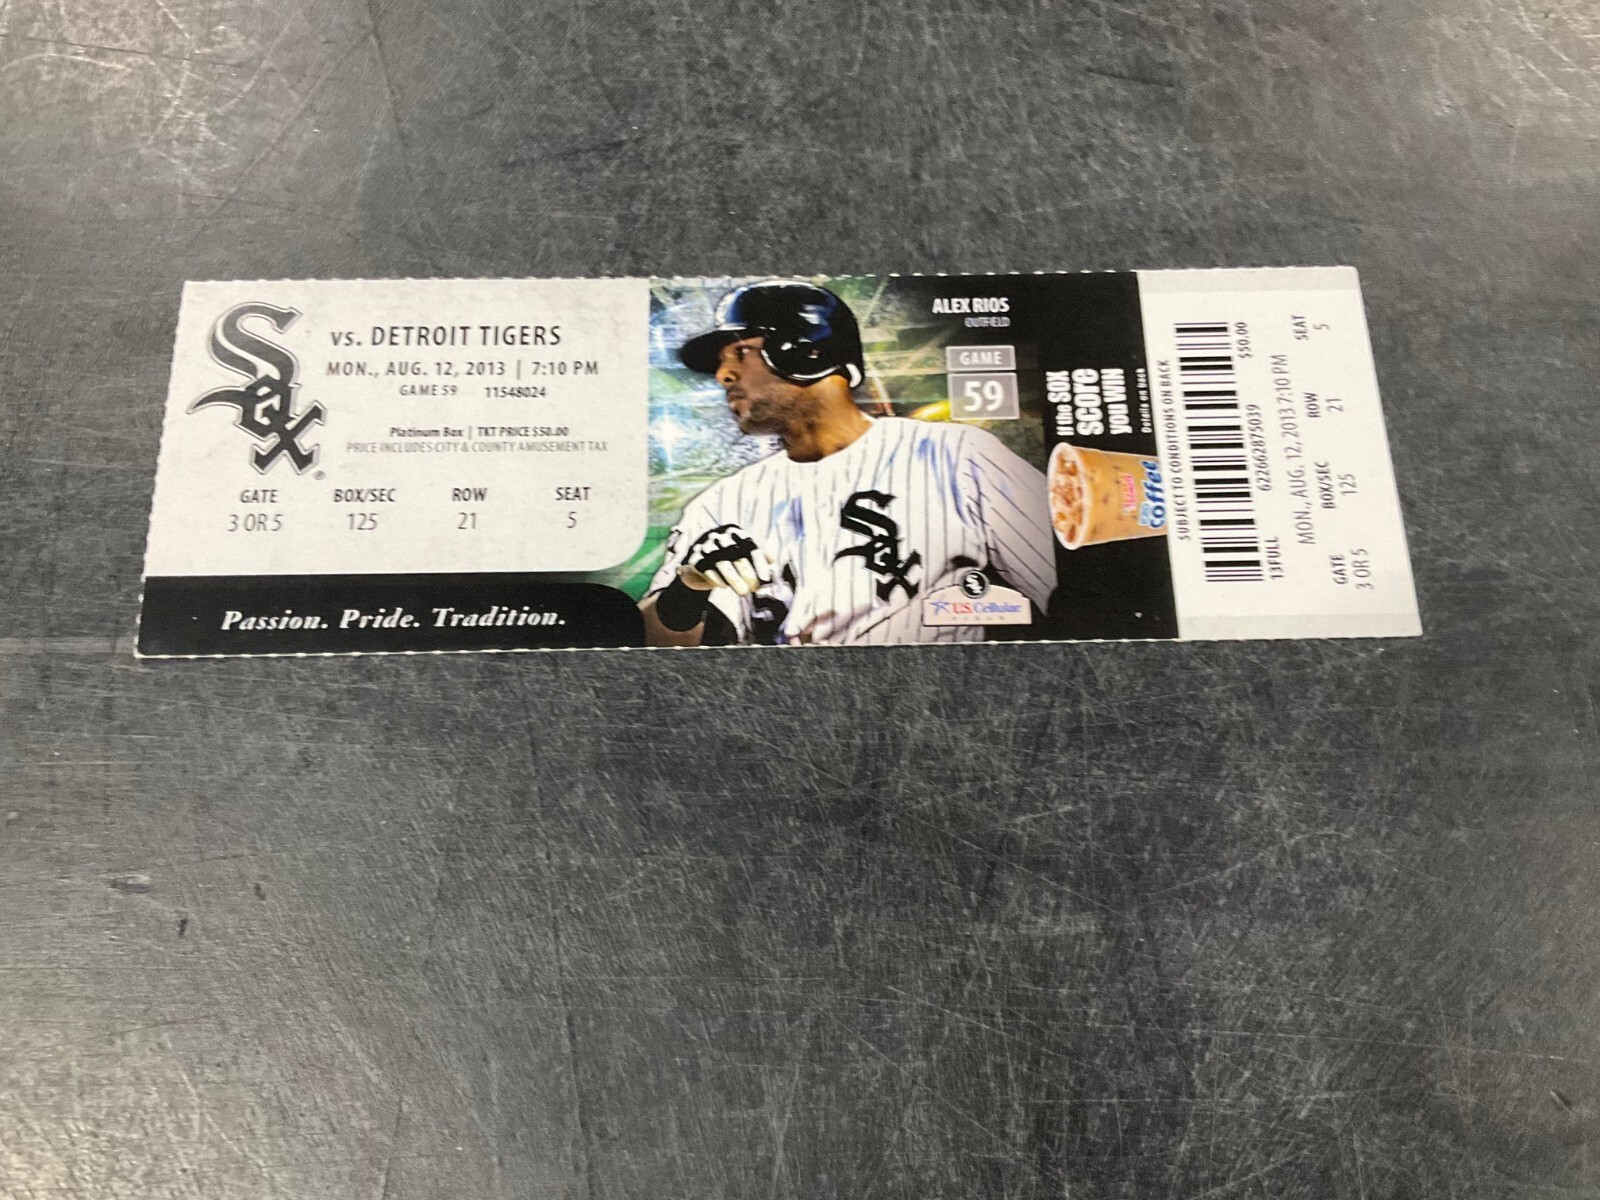 Sox
vs. DETROIT TIGERS
MON., AUG. 12, 2013 | 7:10 PM
GAME 59 11548024
Platinum Box | TKT PRICE $50.00
PRICE INCLUDES CITY & COUNTY AMUSEMENT TAX
GATE BOX/SEC ROW SEAT
3 OR 5 125 21 5
Passion. Pride. Tradition.
ALEX RIOS
OUTFIELD
GAME
59
Sox
U.S. Cellular
If the SOX
SCORE
you WIN
Details on Back
Coffee
SUBJECT TO CONDITIONS ON BACK
$50.00
626628875039
13FULL
MON., AUG. 12, 2013 7:10 PM
GATE BOX/SEC ROW SEAT
3 OR 5 125 21 5